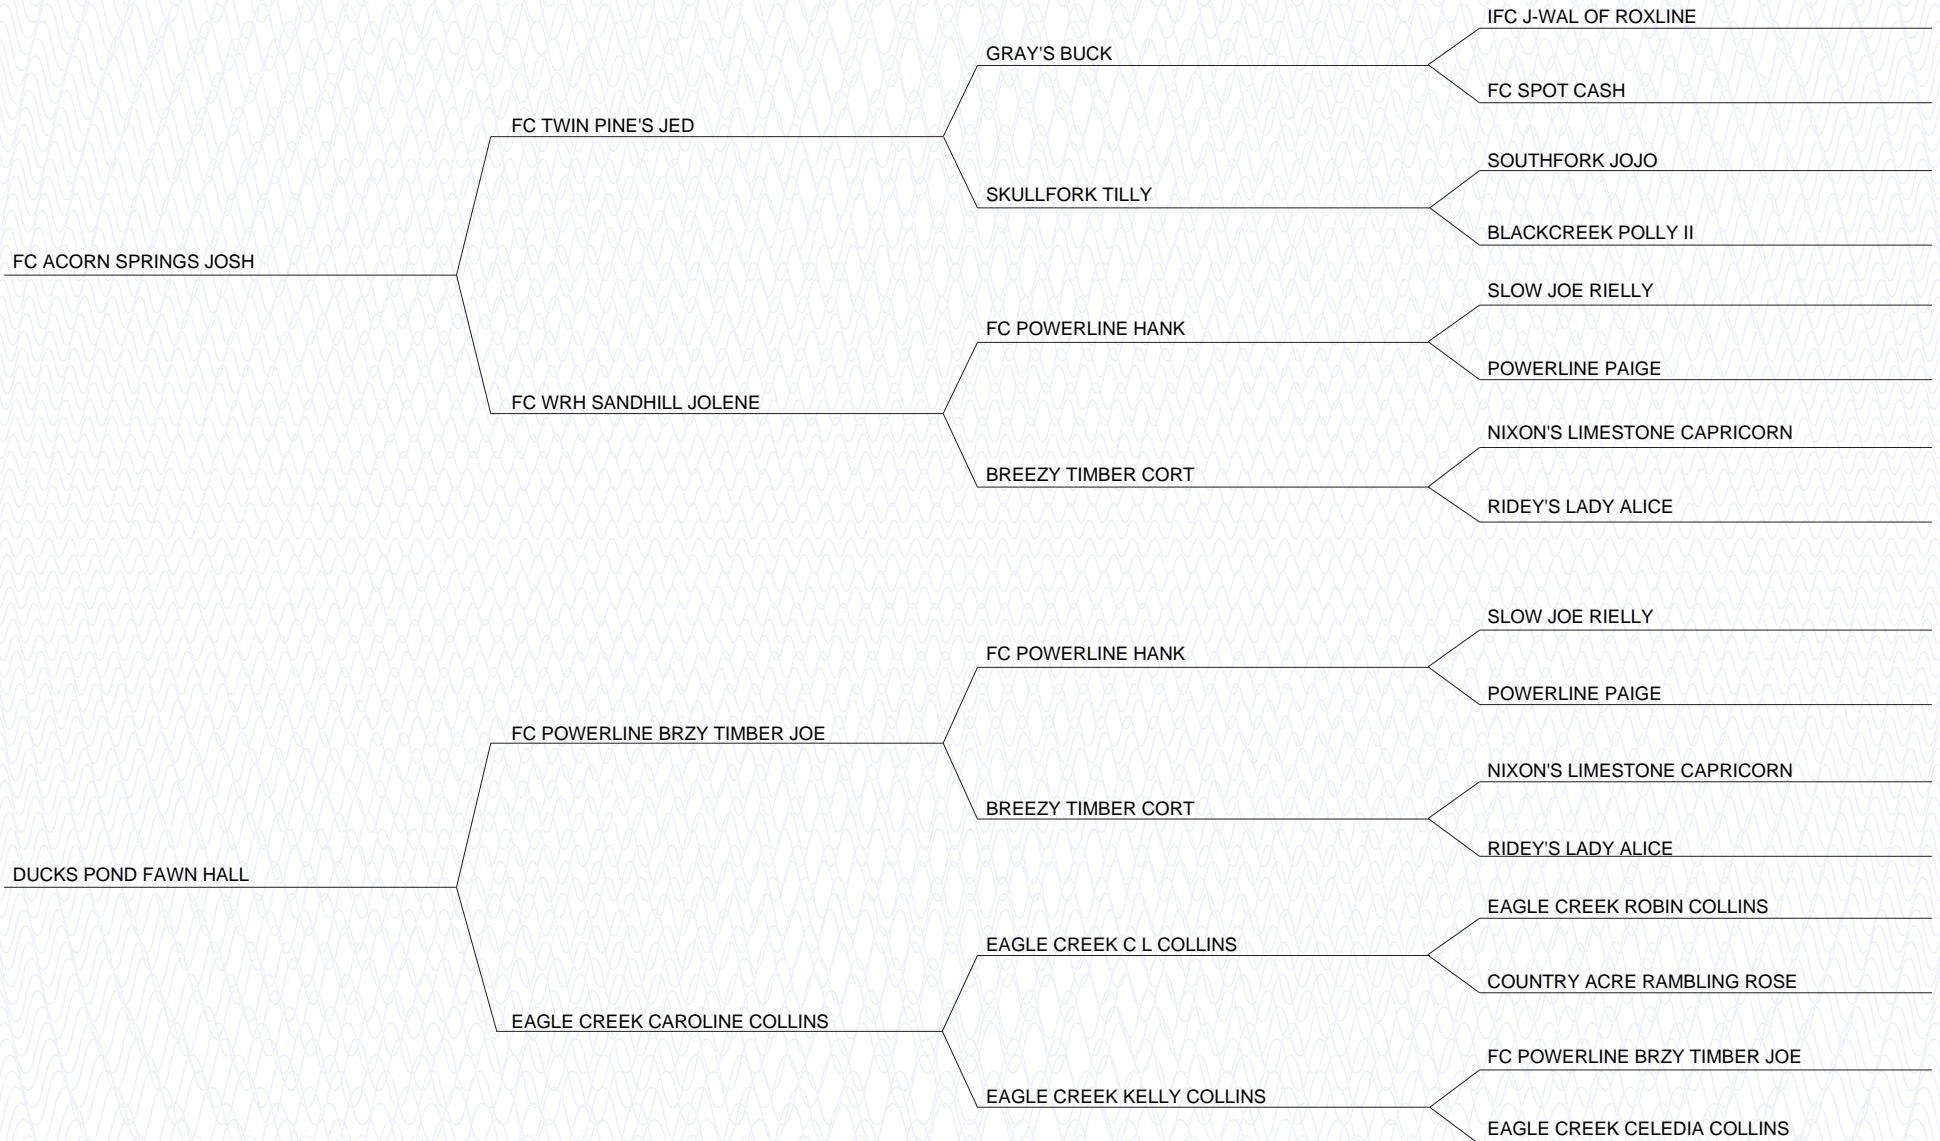 IFC J-WAL OF ROXLINE
GRAY'S BUCK
FC SPOT CASH
FC TWIN PINE'S JED
SOUTHFORK JOJO
SKULLFORK TILLY
BLACKCREEK POLLY II
FC ACORN SPRINGS JOSH
SLOW JOE RIELLY
FC POWERLINE HANK
POWERLINE PAIGE
FC WRH SANDHILL JOLENE
NIXON'S LIMESTONE CAPRICORN
BREEZY TIMBER CORT
RIDEY'S LADY ALICE
SLOW JOE RIELLY
FC POWERLINE HANK
POWERLINE PAIGE
FC POWERLINE BRZY TIMBER JOE
NIXON'S LIMESTONE CAPRICORN
BREEZY TIMBER CORT
RIDEY'S LADY ALICE
DUCKS POND FAWN HALL
EAGLE CREEK ROBIN COLLINS
EAGLE CREEK C L COLLINS
COUNTRY ACRE RAMBLING ROSE
EAGLE CREEK CAROLINE COLLINS
FC POWERLINE BRZY TIMBER JOE
EAGLE CREEK KELLY COLLINS
EAGLE CREEK CELEDIA COLLINS